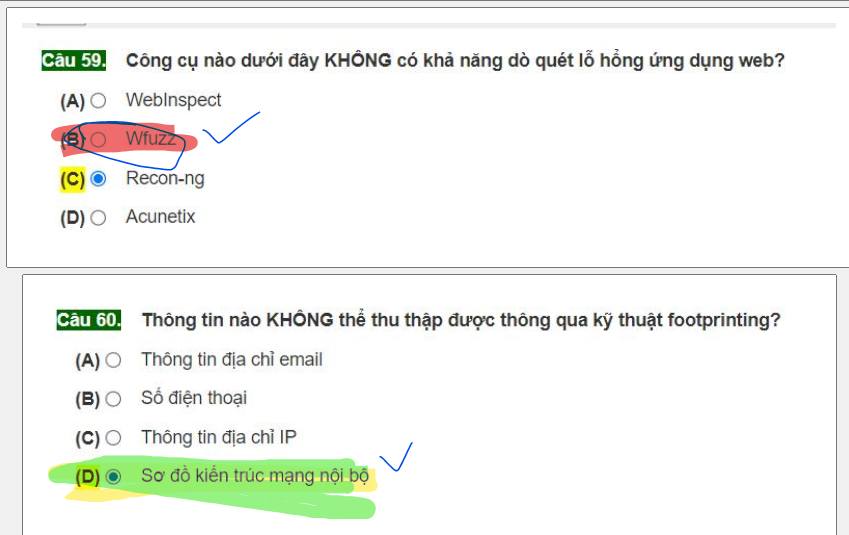 Câu 59. Công cụ nào dưới đây KHÔNG có khả năng dò quét lỗ hổng ứng dụng web?
(A) WebInspect
(B) Wfuzz
(C) Recon-ng
(D) Acunetix
Câu 60. Thông tin nào KHÔNG thể thu thập được thông qua kỹ thuật footprinting?
(A) Thông tin địa chỉ email
(B) Số điện thoại
(C) Thông tin địa chỉ IP
(D) Sơ đồ kiến trúc mạng nội bộ